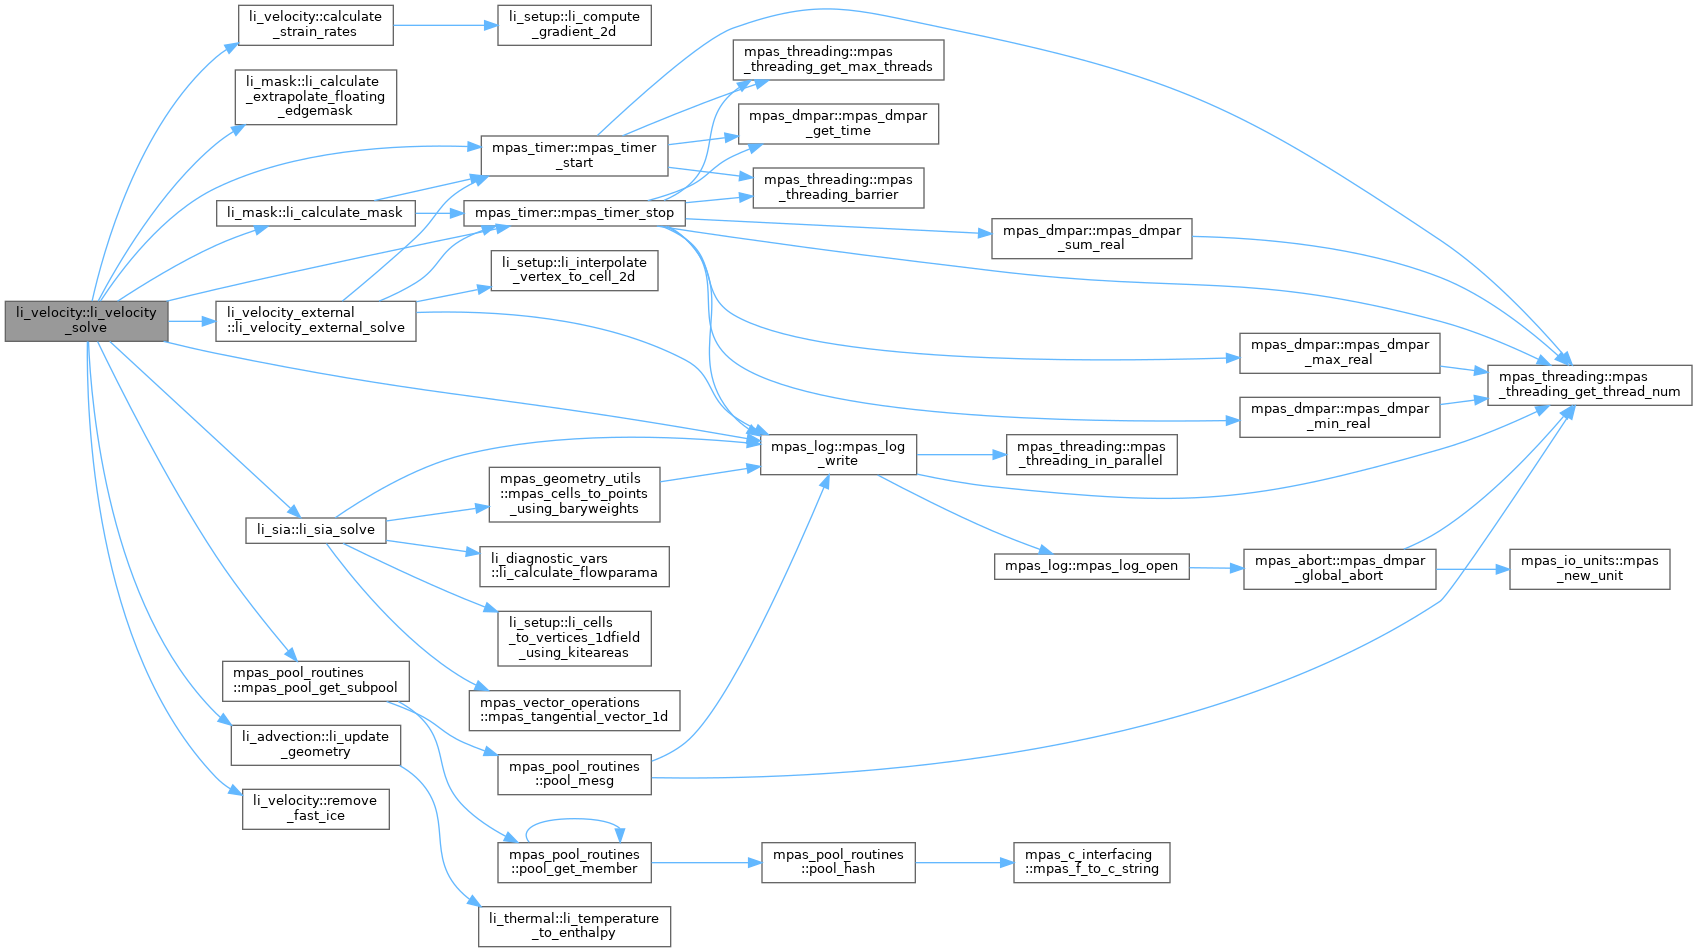 li_velocity::li_velocity
_solve
li_velocity::calculate
_strain_rates
li_setup::li_compute
_gradient_2d
li_mask::li_calculate
_extrapolate_floating
_edgemask
mpas_timer::mpas_timer
_start
mpas_threading::mpas
_threading_get_max_threads
mpas_dmpar::mpas_dmpar
_get_time
mpas_threading::mpas
_threading_barrier
li_mask::li_calculate_mask
mpas_timer::mpas_timer_stop
mpas_dmpar::mpas_dmpar
_sum_real
li_setup::li_interpolate
_vertex_to_cell_2d
li_velocity_external
::li_velocity_external_solve
mpas_dmpar::mpas_dmpar
_max_real
mpas_threading::mpas
_threading_get_thread_num
mpas_dmpar::mpas_dmpar
_min_real
mpas_log::mpas_log
_write
mpas_threading::mpas
_threading_in_parallel
mpas_geometry_utils
::mpas_cells_to_points
_using_baryweights
li_sia::li_sia_solve
li_diagnostic_vars
::li_calculate_flowparama
mpas_log::mpas_log_open
mpas_abort::mpas_dmpar
_global_abort
mpas_io_units::mpas
_new_unit
li_setup::li_cells
_to_vertices_1dfield
_using_kiteareas
mpas_pool_routines
::mpas_pool_get_subpool
mpas_vector_operations
::mpas_tangential_vector_1d
li_advection::li_update
_geometry
mpas_pool_routines
::pool_mesg
li_velocity::remove
_fast_ice
mpas_pool_routines
::pool_get_member
mpas_pool_routines
::pool_hash
mpas_c_interfacing
::mpas_f_to_c_string
li_thermal::li_temperature
_to_enthalpy